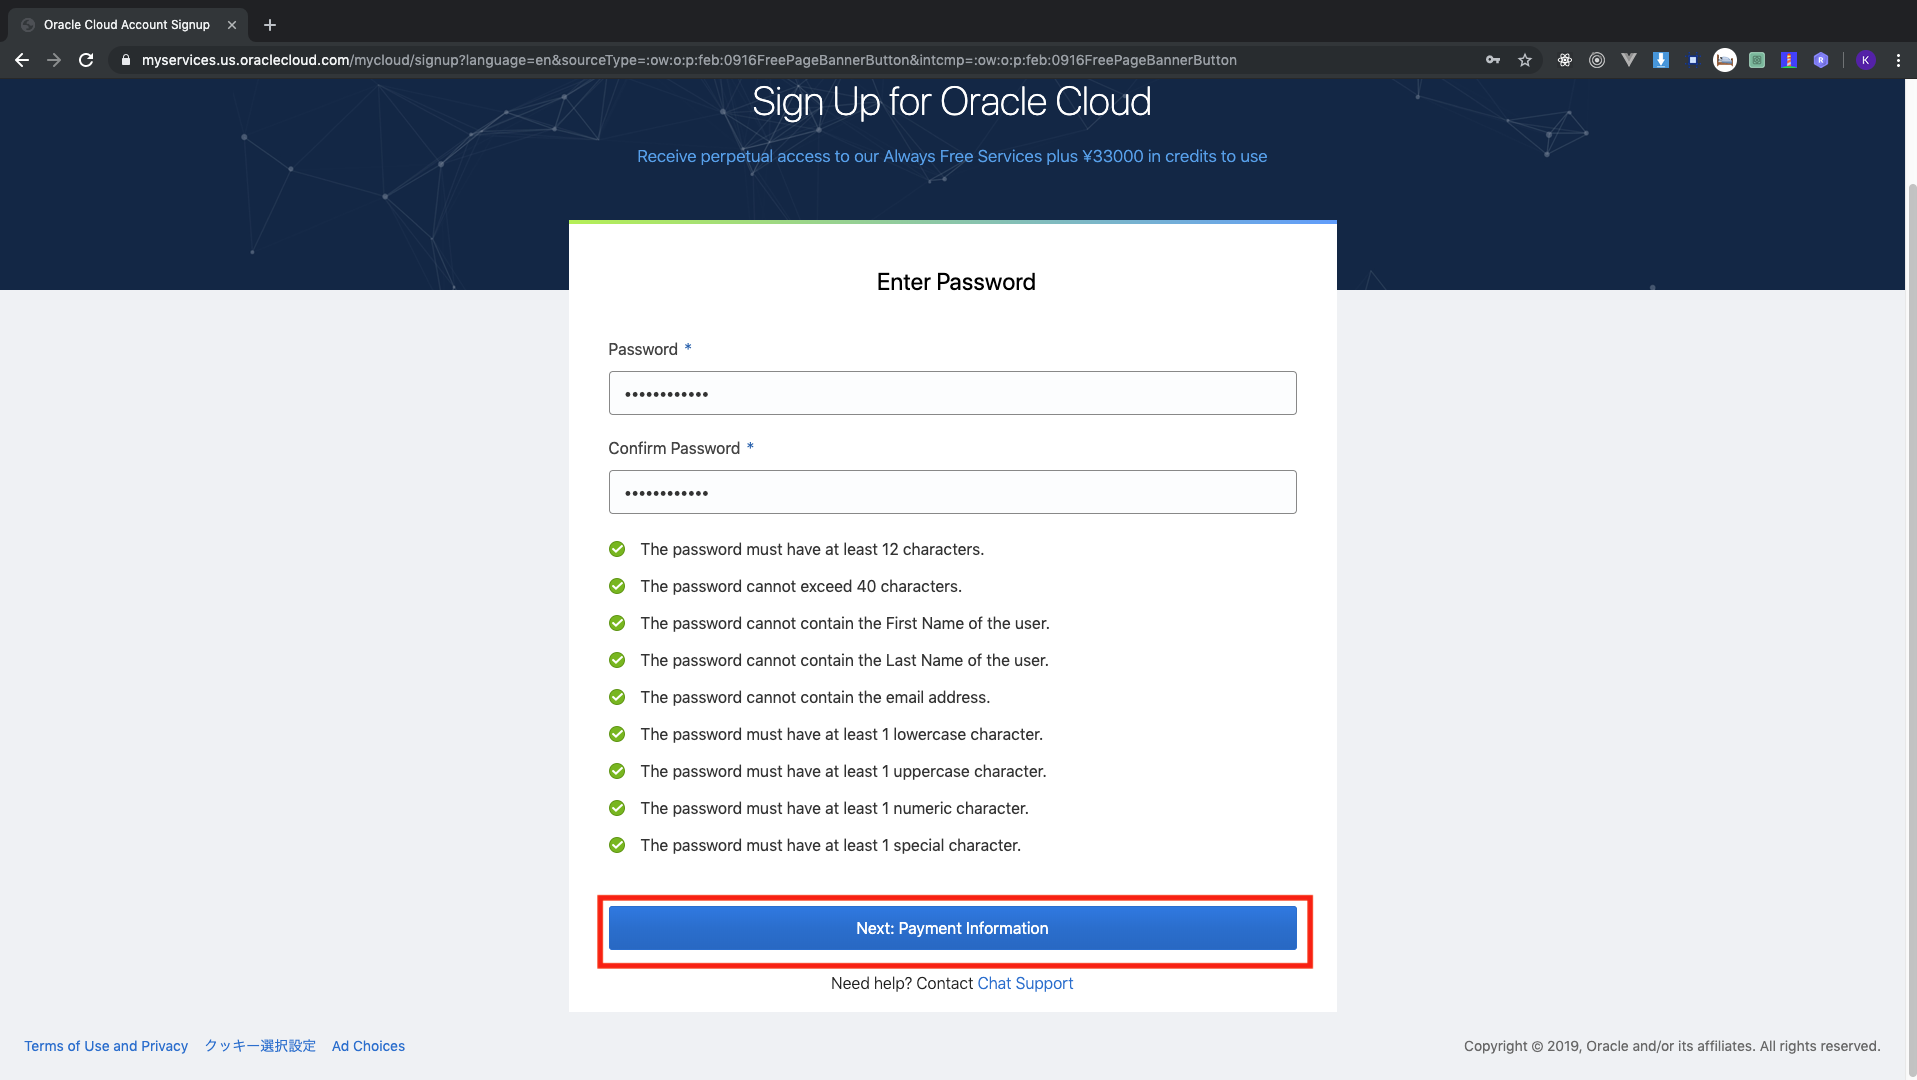 Oracle Cloud Account Signup
myservices.us.oraclecloud.com/mycloud/signup?language=en&sourceType=:ow:o:p:feb:0916FreePageBannerButton&intcmp=:ow:o:p:feb:0916FreePageBannerButton
K
Sign Up for Oracle Cloud
Receive perpetual access to our Always Free Services plus ¥33000 in credits to use
Enter Password
Password *
••••••••••••
Confirm Password *
••••••••••••
The password must have at least 12 characters.
The password cannot exceed 40 characters.
The password cannot contain the First Name of the user.
The password cannot contain the Last Name of the user.
The password cannot contain the email address.
The password must have at least 1 lowercase character.
The password must have at least 1 uppercase character.
The password must have at least 1 numeric character.
The password must have at least 1 special character.
Next: Payment Information
Need help? Contact Chat Support
Terms of Use and Privacy クッキー選択設定 Ad Choices
Copyright © 2019, Oracle and/or its affiliates. All rights reserved.